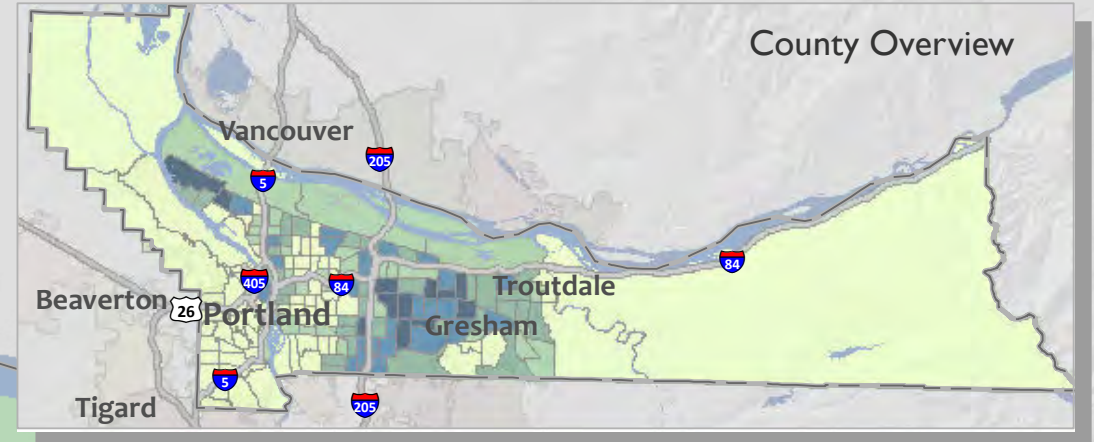 County Overview
Vancouver
205
5
84
405
84
Troutdale
Beaverton
26
Portland
Gresham
5
205
Tigard